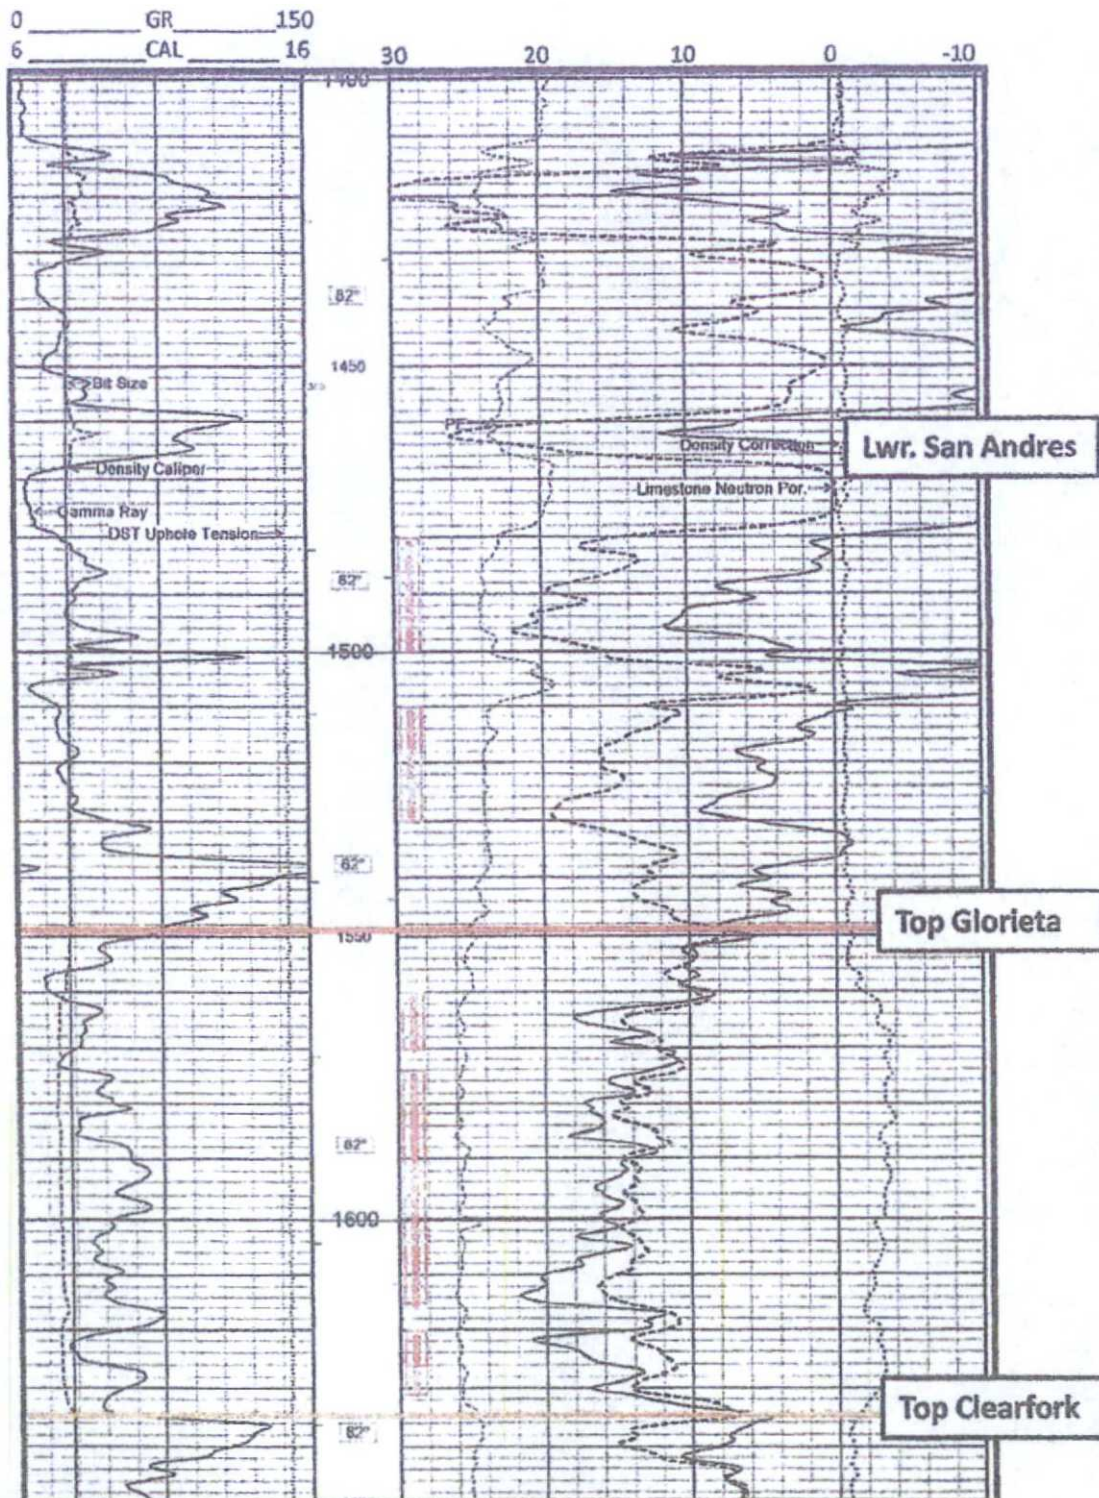 0 GR 150
6 CAL 16
30 20 10 0 -10
1400
82"
1450
Bit Size
PE
Density Correction
Lwr. San Andres
Density Caliper
Limestone Neutron Por.
Gamma Ray
DST Uphole Tension
82"
1500
82"
Top Glorieta
1550
82"
1600
Top Clearfork
82"